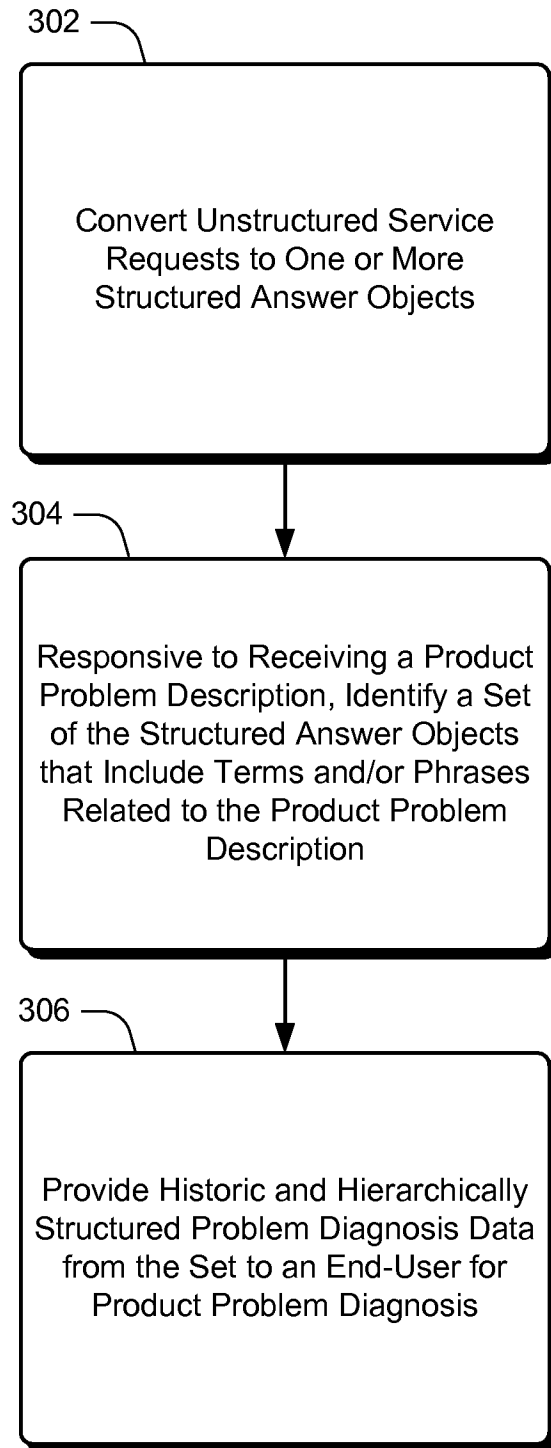 302
Convert Unstructured Service
Requests to One or More
Structured Answer Objects
304
Responsive to Receiving a Product
Problem Description, Identify a Set
of the Structured Answer Objects
that Include Terms and/or Phrases
Related to the Product Problem
Description
306
Provide Historic and Hierarchically
Structured Problem Diagnosis Data
from the Set to an End-User for
Product Problem Diagnosis